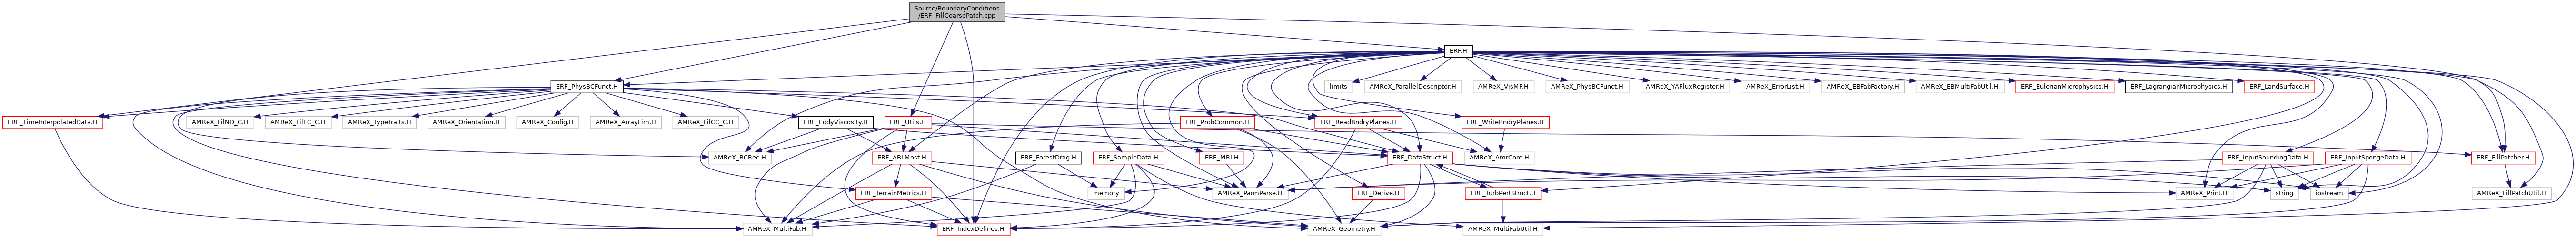 Source/BoundaryConditions
/ERF_FillCoarsePatch.cpp
ERF.H
ERF_PhysBCFunct.H
limits
AMReX_ParallelDescriptor.H
AMReX_VisMF.H
AMReX_PhysBCFunct.H
AMReX_YAFluxRegister.H
AMReX_ErrorList.H
AMReX_EBFabFactory.H
AMReX_EBMultiFabUtil.H
ERF_EulerianMicrophysics.H
ERF_LagrangianMicrophysics.H
ERF_LandSurface.H
ERF_TimeInterpolatedData.H
AMReX_FilND_C.H
AMReX_FilFC_C.H
AMReX_TypeTraits.H
AMReX_Orientation.H
AMReX_Config.H
AMReX_ArrayLim.H
AMReX_FilCC_C.H
ERF_EddyViscosity.H
ERF_Utils.H
ERF_ProbCommon.H
ERF_ReadBndryPlanes.H
ERF_WriteBndryPlanes.H
AMReX_BCRec.H
ERF_ABLMost.H
ERF_ForestDrag.H
ERF_SampleData.H
ERF_MRI.H
ERF_DataStruct.H
AMReX_AmrCore.H
ERF_InputSoundingData.H
ERF_InputSpongeData.H
ERF_FillPatcher.H
ERF_TerrainMetrics.H
memory
AMReX_ParmParse.H
ERF_Derive.H
ERF_TurbPertStruct.H
AMReX_Print.H
string
iostream
AMReX_FillPatchUtil.H
AMReX_MultiFab.H
ERF_IndexDefines.H
AMReX_Geometry.H
AMReX_MultiFabUtil.H